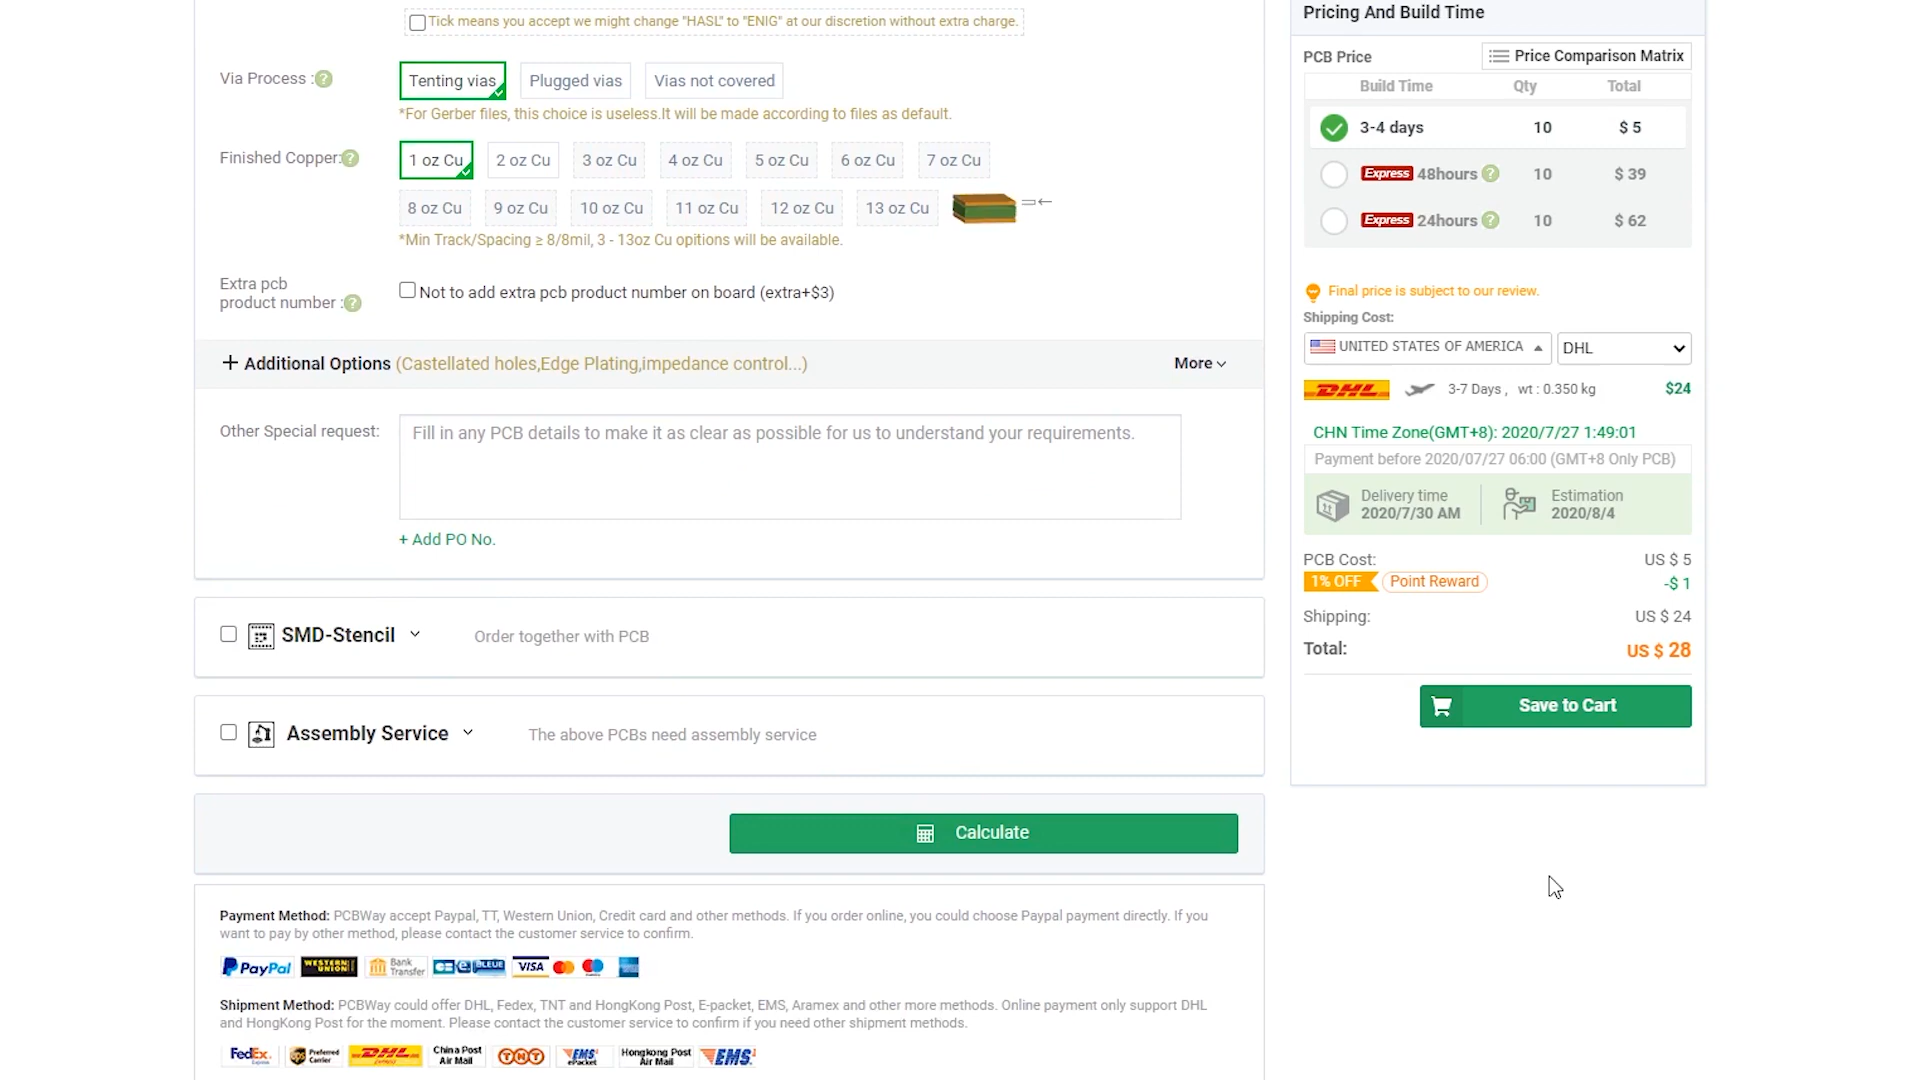 Tick means you accept we might change "HASL" to "ENIG" at our discretion without extra charge.
Via Process :
Tenting vias
Plugged vias
Vias not covered
*For Gerber files, this choice is useless.It will be made according to files as default.
Finished Copper:
1 oz Cu
2 oz Cu
3 oz Cu
4 oz Cu
5 oz Cu
6 oz Cu
7 oz Cu
8 oz Cu
9 oz Cu
10 oz Cu
11 oz Cu
12 oz Cu
13 oz Cu
*Min Track/Spacing ≥ 8/8mil, 3 - 13oz Cu opitions will be available.
Extra pcb
product number :
Not to add extra pcb product number on board (extra+$3)
+ Additional Options (Castellated holes,Edge Plating,impedance control...)
More
Other Special request:
Fill in any PCB details to make it as clear as possible for us to understand your requirements.
+ Add PO No.
SMD-Stencil
Order together with PCB
Assembly Service
The above PCBs need assembly service
Calculate
Payment Method: PCBWay accept Paypal, TT, Western Union, Credit card and other methods. If you order online, you could choose Paypal payment directly. If you
want to pay by other method, please contact the customer service to confirm.
PayPal
WESTERN UNION
Bank Transfer
e BLEUE
VISA
Shipment Method: PCBWay could offer DHL, Fedex, TNT and HongKong Post, E-packet, EMS, Aramex and other more methods. Online payment only support DHL
and HongKong Post for the moment. Please contact the customer service to confirm if you need other shipment methods.
FedEx Express
ups Preferred Carrier
DHL
China Post Air Mail
TNT
EMS ePacket
Hongkong Post Air Mail
EMS
Pricing And Build Time
PCB Price
Price Comparison Matrix
Build Time Qty Total
3-4 days 10 $ 5
Express 48hours ? 10 $ 39
Express 24hours ? 10 $ 62
Final price is subject to our review.
Shipping Cost:
UNITED STATES OF AMERICA
DHL
DHL 3-7 Days , wt : 0.350 kg $24
CHN Time Zone(GMT+8): 2020/7/27 1:49:01
Payment before 2020/07/27 06:00 (GMT+8 Only PCB)
Delivery time
2020/7/30 AM
Estimation
2020/8/4
PCB Cost: US $ 5
1% OFF Point Reward -$ 1
Shipping: US $ 24
Total: US $ 28
Save to Cart